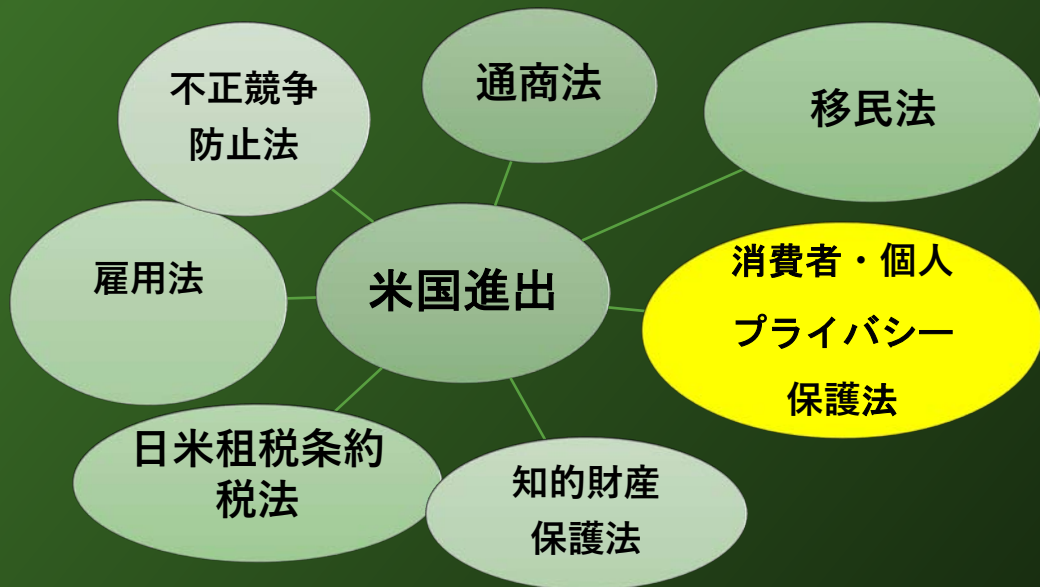 不正競争
防止法
通商法
移民法
雇用法
米国進出
消費者・個人
プライバシー
保護法
日米租税条約
税法
知的財産
保護法